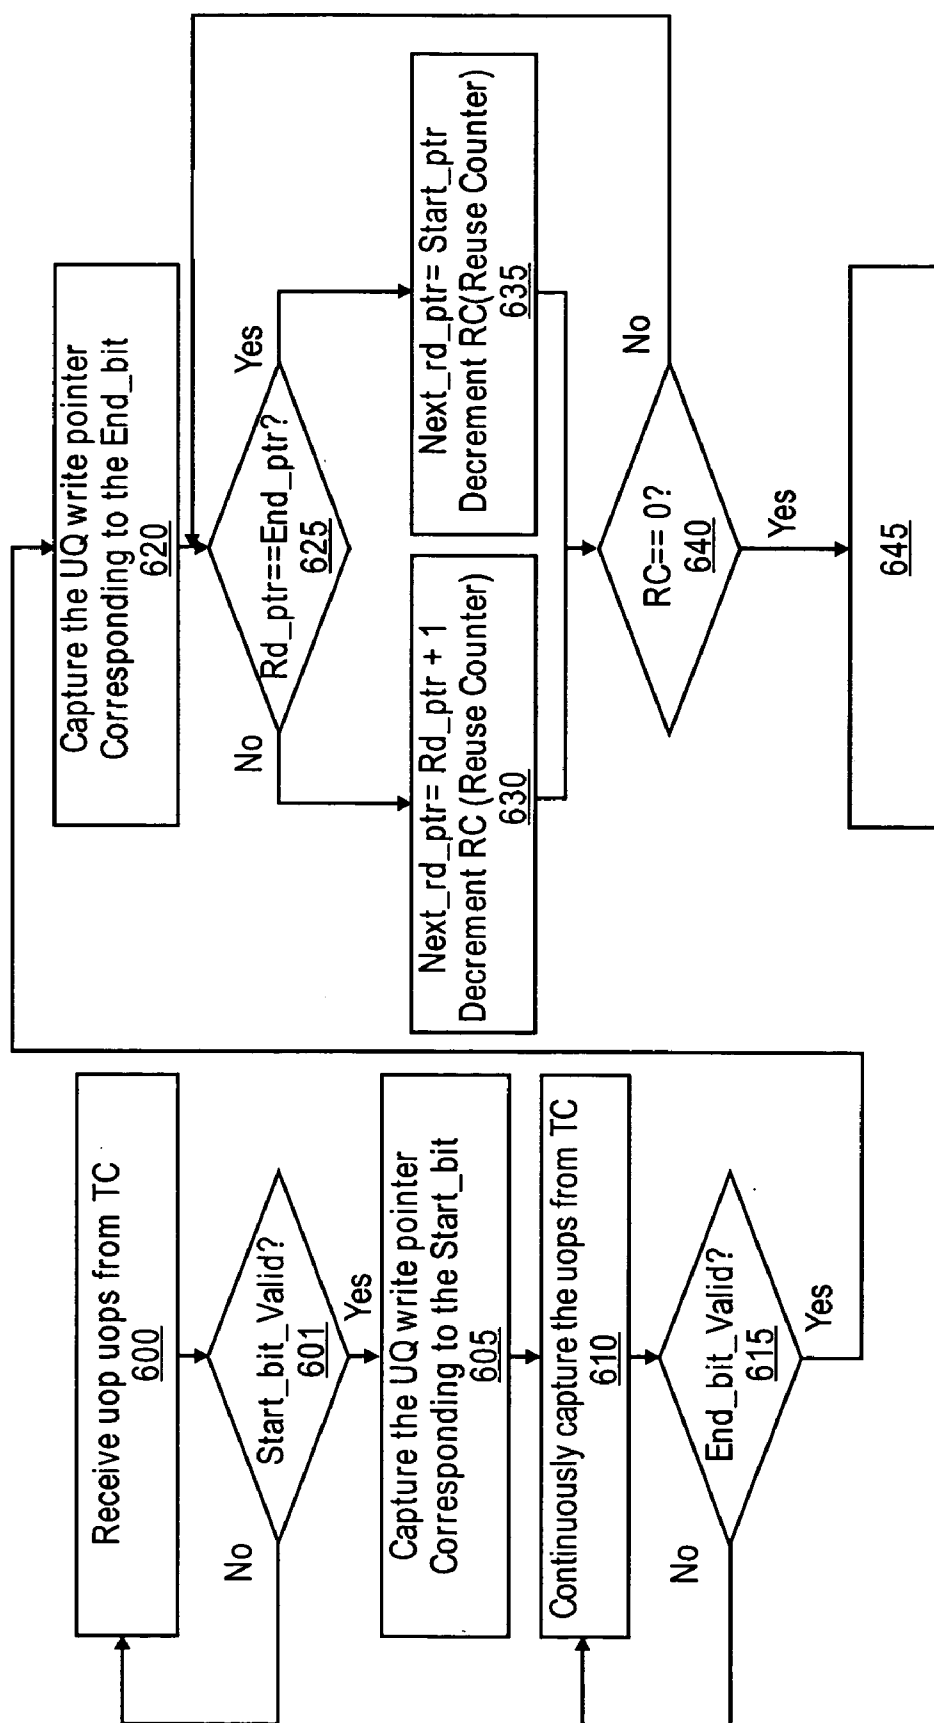 Receive uop uops from TC
600
Start_bit_Valid?
601
No
Yes
Capture the UQ write pointer
Corresponding to the Start_bit
605
Continuously capture the uops from TC
610
End_bit_Valid?
615
No
Yes
Capture the UQ write pointer
Corresponding to the End_bit
620
Rd_ptr==End_ptr?
625
No
Yes
Next_rd_ptr= Rd_ptr + 1
Decrement RC (Reuse Counter)
630
Next_rd_ptr= Start_ptr
Decrement RC(Reuse Counter)
635
RC== 0?
640
No
Yes
645